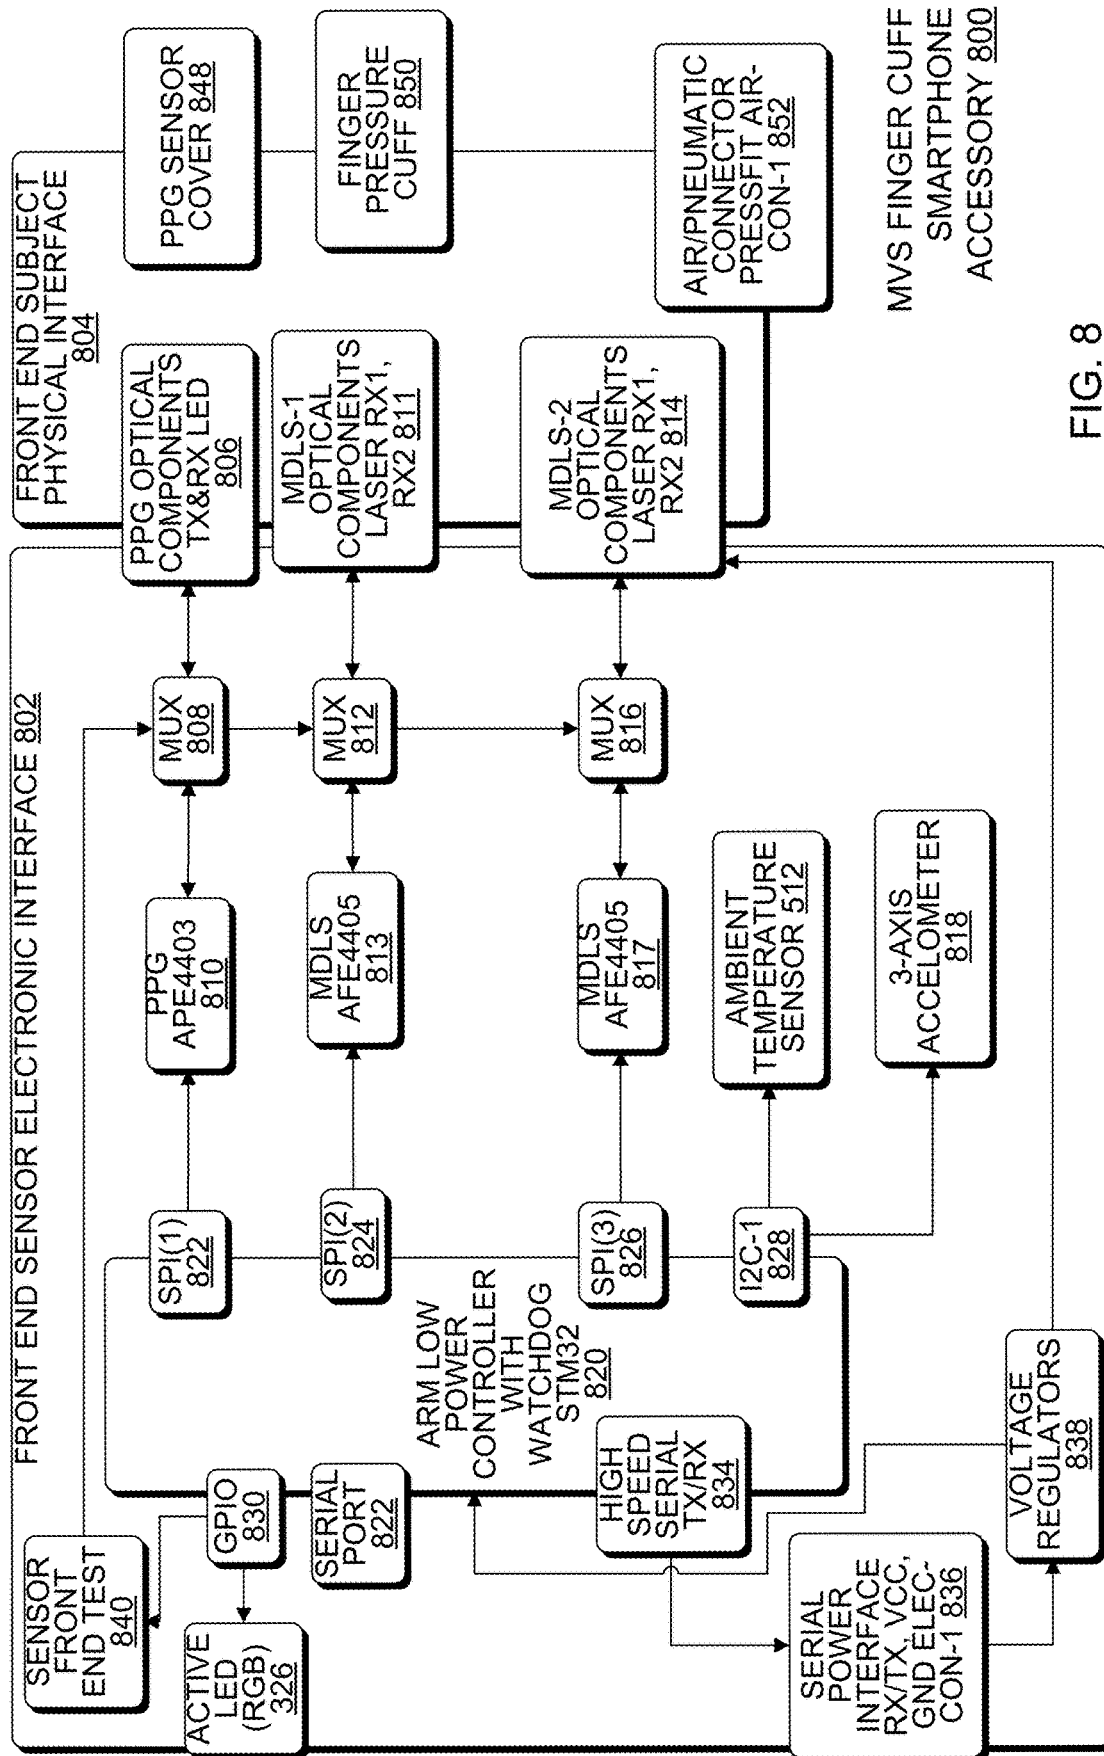 FRONT END SENSOR ELECTRONIC INTERFACE 802
SENSOR
FRONT
END TEST
840
ACTIVE
LED
(RGB)
326
GPIO
830
SERIAL
PORT
822
ARM LOW
POWER
CONTROLLER
WITH
WATCHDOG
STM32
820
HIGH
SPEED
SERIAL
TX/RX
834
SERIAL
POWER
INTERFACE
RX/TX, VCC,
GND ELEC-
CON-1 836
VOLTAGE
REGULATORS
838
SPI(1)
822
SPI(2)
824
SPI(3)
826
I2C-1
828
PPG
APE4403
810
MDLS
AFE4405
813
MDLS
AFE4405
817
AMBIENT
TEMPERATURE
SENSOR 512
3-AXIS
ACCELOMETER
818
MUX
808
MUX
812
MUX
816
FRONT END SUBJECT
PHYSICAL INTERFACE
804
PPG OPTICAL
COMPONENTS
TX&RX LED
806
MDLS-1
OPTICAL
COMPONENTS
LASER RX1,
RX2 811
MDLS-2
OPTICAL
COMPONENTS
LASER RX1,
RX2 814
PPG SENSOR
COVER 848
FINGER
PRESSURE
CUFF 850
AIR/PNEUMATIC
CONNECTOR
PRESSFIT AIR-
CON-1 852
MVS FINGER CUFF
SMARTPHONE
ACCESSORY 800
FIG. 8